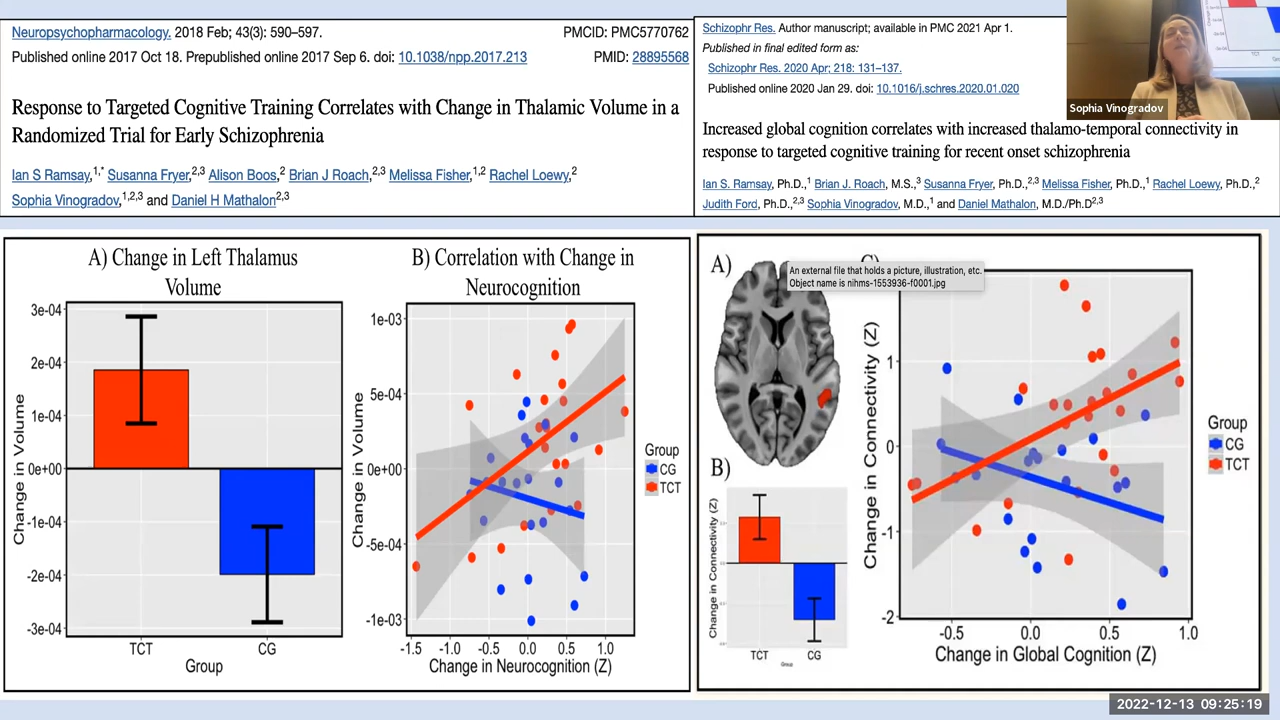 Neuropsychopharmacology. 2018 Feb; 43(3): 590–597.
PMCID: PMC5770762
Published online 2017 Oct 18. Prepublished online 2017 Sep 6. doi: 10.1038/npp.2017.213
PMID: 28895568
Response to Targeted Cognitive Training Correlates with Change in Thalamic Volume in a
Randomized Trial for Early Schizophrenia
Ian S Ramsay,1,* Susanna Fryer,2,3 Alison Boos,2 Brian J Roach,2,3 Melissa Fisher,1,2 Rachel Loewy,2
Sophia Vinogradov,1,2,3 and Daniel H Mathalon2,3
Schizophr Res. Author manuscript; available in PMC 2021 Apr 1.
Published in final edited form as:
Schizophr Res. 2020 Apr; 218: 131–137.
Published online 2020 Jan 29. doi: 10.1016/j.schres.2020.01.020
Increased global cognition correlates with increased thalamo-temporal connectivity in
response to targeted cognitive training for recent onset schizophrenia
Ian S. Ramsay, Ph.D.,1 Brian J. Roach, M.S.,3 Susanna Fryer, Ph.D.,2,3 Melissa Fisher, Ph.D.,1 Rachel Loewy, Ph.D.,2
Judith Ford, Ph.D.,2,3 Sophia Vinogradov, M.D.,1 and Daniel Mathalon, M.D./Ph.D2,3
Sophia Vinogradov
A) Change in Left Thalamus
Volume
Change in Volume
3e-04
2e-04
1e-04
0e+00
-1e-04
-2e-04
-3e-04
TCT
CG
Group
B) Correlation with Change in
Neurocognition
Change in Volume
1e-03
5e-04
0e+00
-5e-04
-1e-03
-1.5
-1.0
-0.5
0.0
0.5
1.0
Change in Neurocognition (Z)
Group
CG
TCT
A)
An external file that holds a picture, illustration, etc.
Object name is nihms-1553936-f0001.jpg
B)
Change in Connectivity (Z)
TCT
CG
Group
Change in Connectivity (Z)
1
0
-1
-2
-0.5
0.0
0.5
1.0
Change in Global Cognition (Z)
Group
CG
TCT
2022-12-13 09:25:19